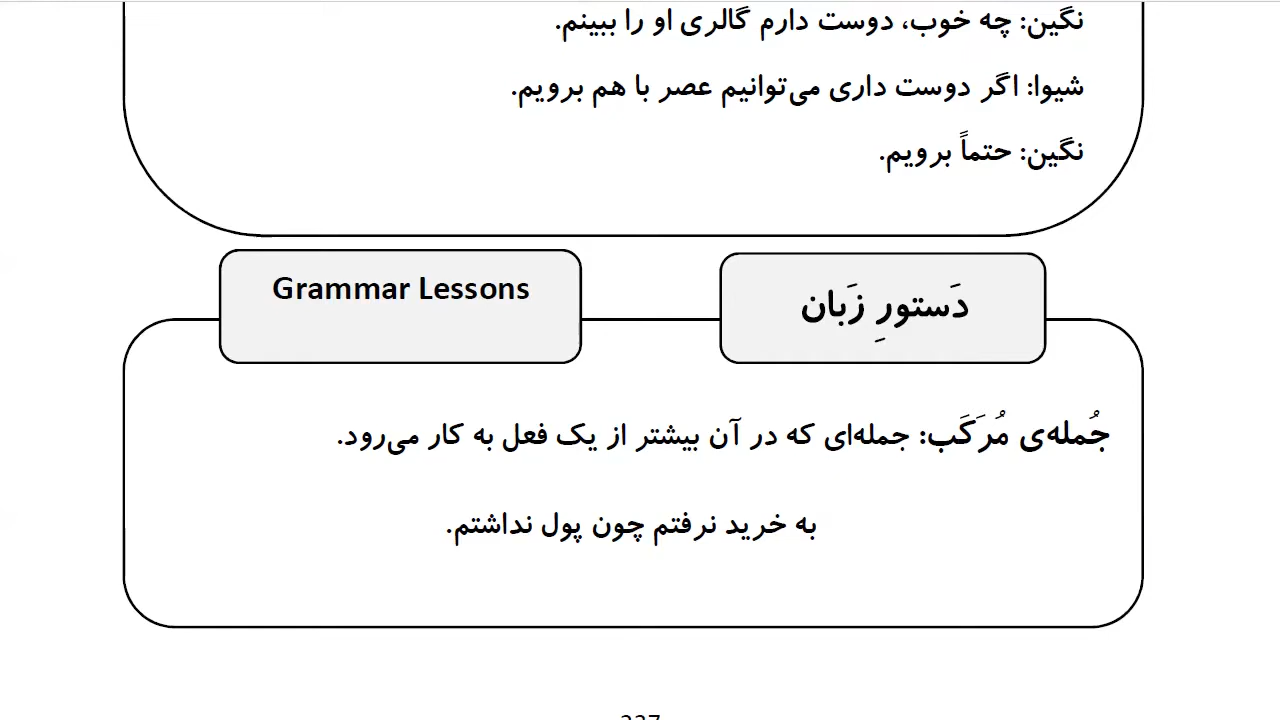 نگین: چه خوب، دوست دارم گالری او را ببینم.
شیوا: اگر دوست داری می‌توانیم عصر با هم برویم.
نگین: حتماً برویم.
دَستورِ زَبان
Grammar Lessons
جُمله‌ی مُرَکَب: جمله‌ای که در آن بیشتر از یک فعل به کار می‌رود.
به خرید نرفتم چون پول نداشتم.